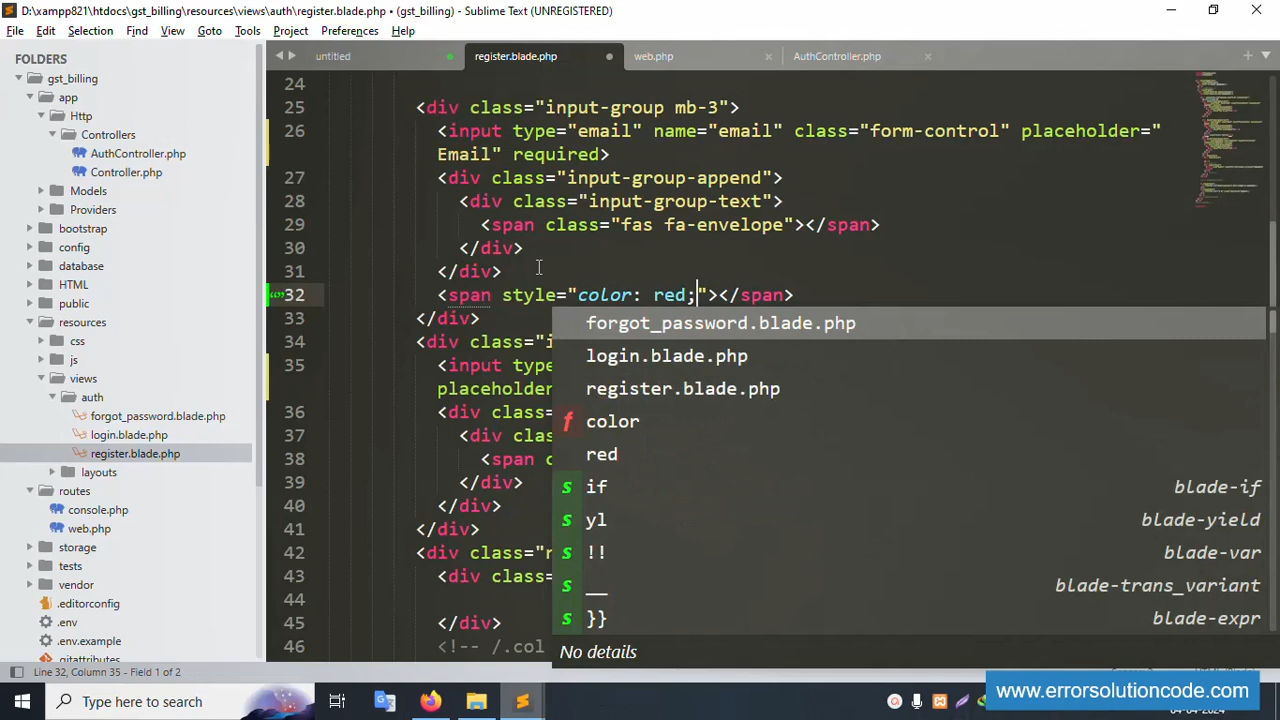 D:\xampp821\htdocs\gst_billing\resources\views\auth\register.blade.php • (gst_billing) - Sublime Text (UNREGISTERED)
File Edit Selection Find View Goto Tools Project Preferences Help
FOLDERS
gst_billing
app
Http
Controllers
AuthController.php
Controller.php
Models
Providers
bootstrap
config
database
HTML
public
resources
css
js
views
auth
forgot_password.blade.php
login.blade.php
register.blade.php
layouts
routes
console.php
web.php
storage
tests
vendor
.editorconfig
.env
.env.example
.gitattributes
untitled register.blade.php web.php AuthController.php
24
25 <div class="input-group mb-3">
26 <input type="email" name="email" class="form-control" placeholder="
Email" required>
27 <div class="input-group-append">
28 <div class="input-group-text">
29 <span class="fas fa-envelope"></span>
30 </div>
31 </div>
32 <span style="color: red;"></span>
33 </div>
34 <div class="i
35 <input type
placeholder
36 <div class=
37 <div clas
38 <span c
39 </div>
40 </div>
41 </div>
42 <div class="r
43 <div class=
44
45 </div>
46 <!-- /.col
forgot_password.blade.php
login.blade.php
register.blade.php
f color
red
s if blade-if
s yl blade-yield
s !! blade-var
s __ blade-trans_variant
s }} blade-expr
No details
Line 32, Column 35 - Field 1 of 2
www.errorsolutioncode.com
Type here to search
04-04-2024